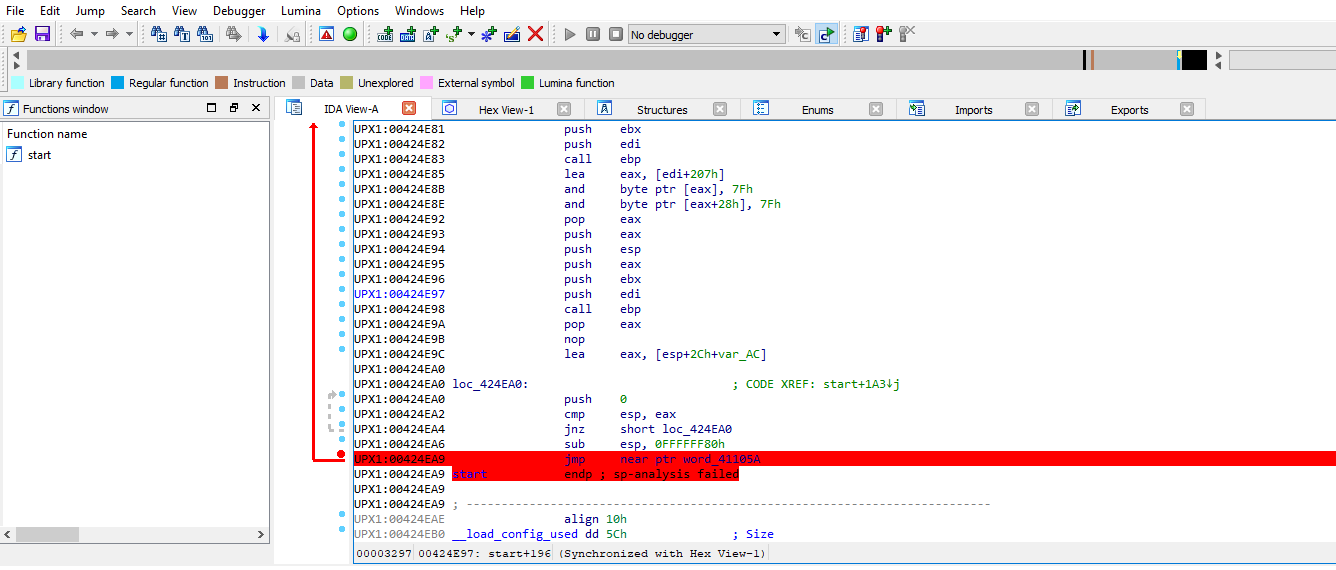 File Edit Jump Search View Debugger Lumina Options Windows Help
No debugger
Library function Regular function Instruction Data Unexplored External symbol Lumina function
Functions window
IDA View-A Hex View-1 Structures Enums Imports Exports
Function name
start
UPX1:00424E81 push ebx
UPX1:00424E82 push edi
UPX1:00424E83 call ebp
UPX1:00424E85 lea eax, [edi+207h]
UPX1:00424E8B and byte ptr [eax], 7Fh
UPX1:00424E8E and byte ptr [eax+28h], 7Fh
UPX1:00424E92 pop eax
UPX1:00424E93 push eax
UPX1:00424E94 push esp
UPX1:00424E95 push eax
UPX1:00424E96 push ebx
UPX1:00424E97 push edi
UPX1:00424E98 call ebp
UPX1:00424E9A pop eax
UPX1:00424E9B nop
UPX1:00424E9C lea eax, [esp+2Ch+var_AC]
UPX1:00424EA0
UPX1:00424EA0 loc_424EA0: ; CODE XREF: start+1A3↓j
UPX1:00424EA0 push 0
UPX1:00424EA2 cmp esp, eax
UPX1:00424EA4 jnz short loc_424EA0
UPX1:00424EA6 sub esp, 0FFFFFF80h
UPX1:00424EA9 jmp near ptr word_41105A
UPX1:00424EA9 start endp ; sp-analysis failed
UPX1:00424EA9
UPX1:00424EA9 ; ---------------------------------------------------------------------------
UPX1:00424EAE align 10h
UPX1:00424EB0 __load_config_used dd 5Ch ; Size
00003297 00424E97: start+196 (Synchronized with Hex View-1)